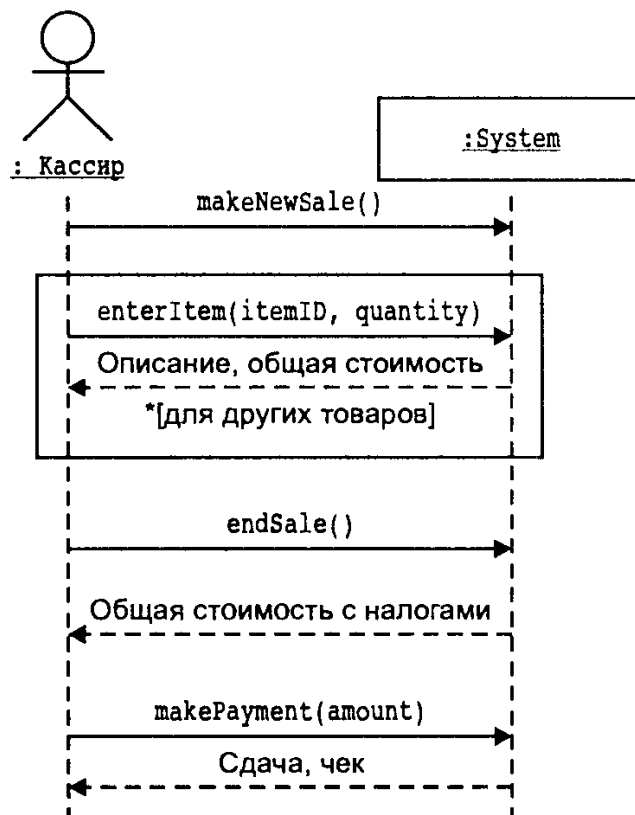 : Кассир
:System
makeNewSale()
enterItem(itemID, quantity)
Описание, общая стоимость
*[для других товаров]
endSale()
Общая стоимость с налогами
makePayment(amount)
Сдача, чек